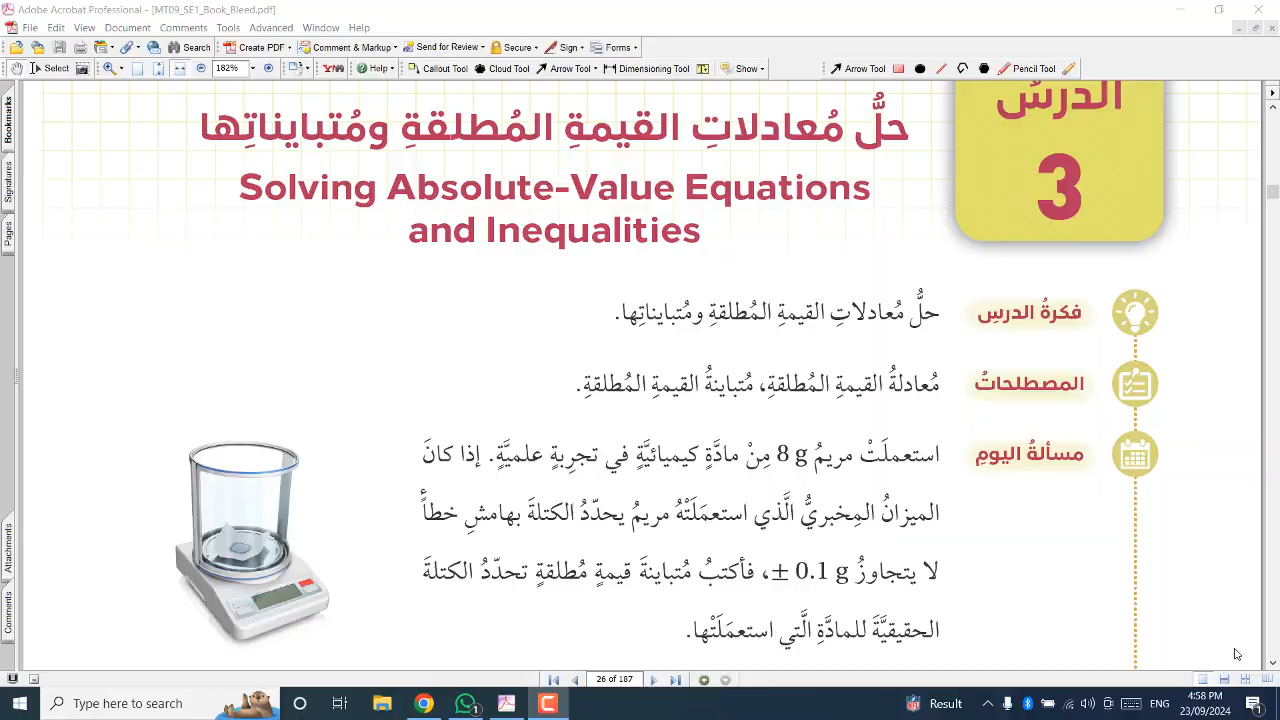 Adobe Acrobat Professional - [MT09_SE1_Book_Bleed.pdf]
File Edit View Document Comments Tools Advanced Window Help
Search Create PDF Comment & Markup Send for Review Secure Sign Forms
Select 182% Y! Help Callout Tool Cloud Tool Arrow Tool Dimensioning Tool Show Arrow Tool Pencil Tool
Bookmarks
Signatures
Pages
Attachments
Comments
الدرسُ
3
حلُّ مُعادلاتِ القيمةِ المُطلقةِ ومُتبايناتِها
Solving Absolute-Value Equations
and Inequalities
فكرةُ الدرسِ حلُّ مُعادلاتِ القيمةِ المُطلقةِ ومُتبايناتِها.
المصطلحاتُ مُعادلةُ القيمةِ المُطلقةِ، مُتباينةُ القيمةِ المُطلقةِ.
مسألةُ اليومِ استعملَتْ مريمُ 8 g مِنْ مادَّةٍ كيميائيَّةٍ في تجرِبةٍ علميَّةٍ. إذا كانَ
الميزانُ المِخبريُّ الَّذي استعمَلَتْهُ مريمُ يحدّدُ الكتلةَ بهامشِ خطأٍ
لا يتجاوزُ ± 0.1 g، فأكتبُ مُتباينةَ قيمةٍ مُطلقةٍ تحدّدُ الكتلةَ
الحقيقيَّةَ للمادَّةِ الَّتي استعمَلَتْها.
26 of 187
Type here to search
1
Result
ENG
4:58 PM
23/09/2024
1